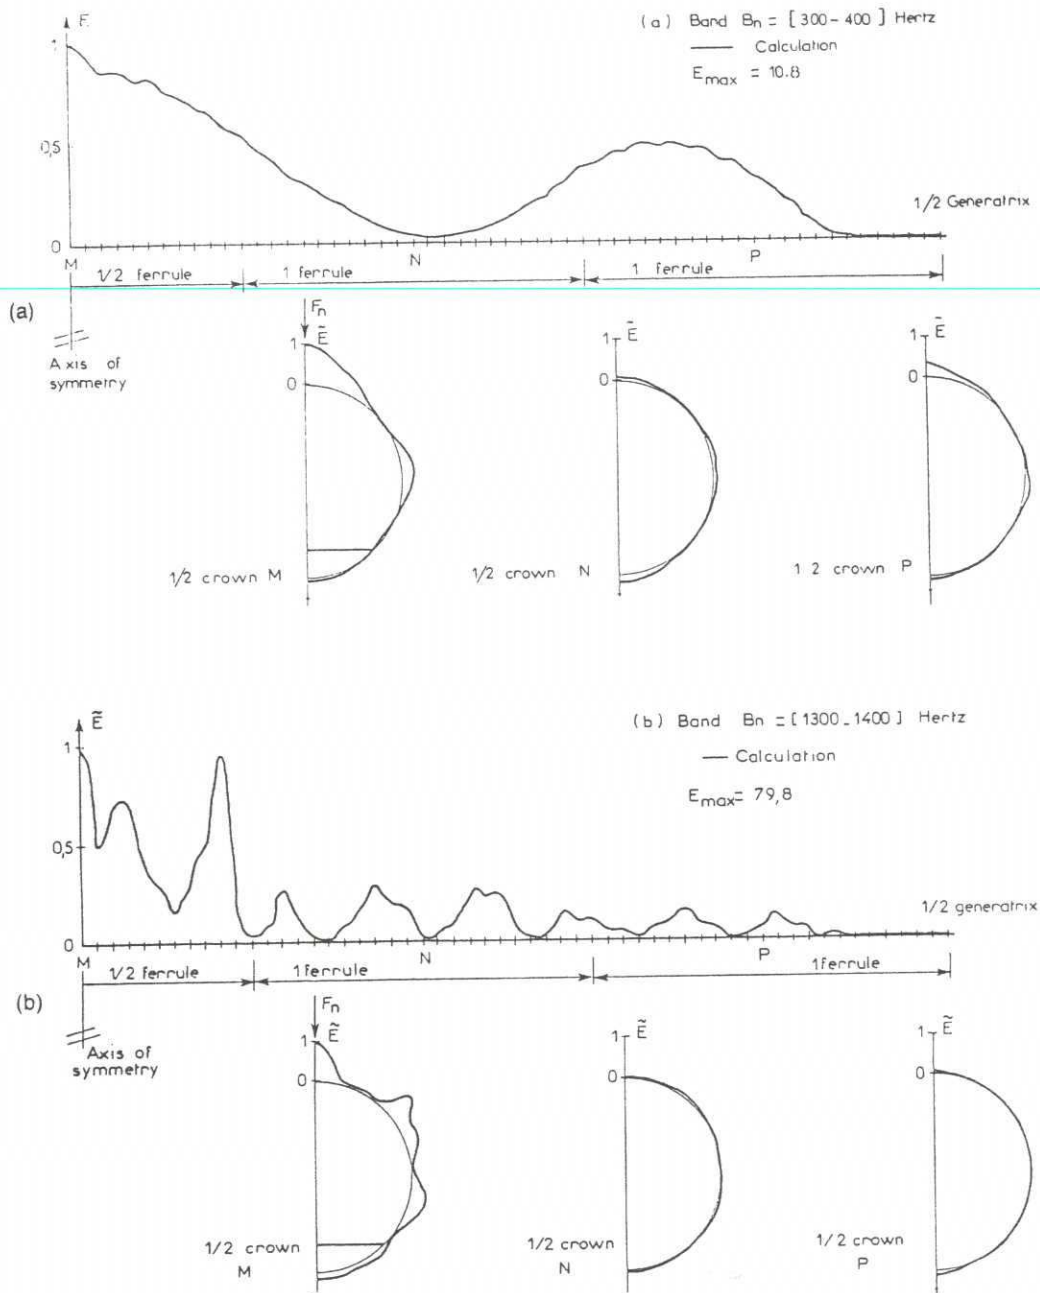 E
(a) Band Bn = [300-400] Hertz
1
Calculation
Emax = 10.8
0,5
1/2 Generatrix
0
M
N
P
1/2 ferrule
1 ferrule
1 ferrule
(a)
Axis of
symmetry
Fn
Ẽ
1
0
1/2 crown M
Ẽ
1
0
1/2 crown N
Ẽ
1
0
1 2 crown P
Ẽ
(b) Band Bn = [1300-1400] Hertz
1
Calculation
Emax= 79,8
0,5
1/2 generatrix
0
M
N
P
1/2 ferrule
1 ferrule
1 ferrule
(b)
Axis of
symmetry
Fn
Ẽ
1
0
1/2 crown
M
Ẽ
1
0
1/2 crown
N
Ẽ
1
0
1/2 crown
P